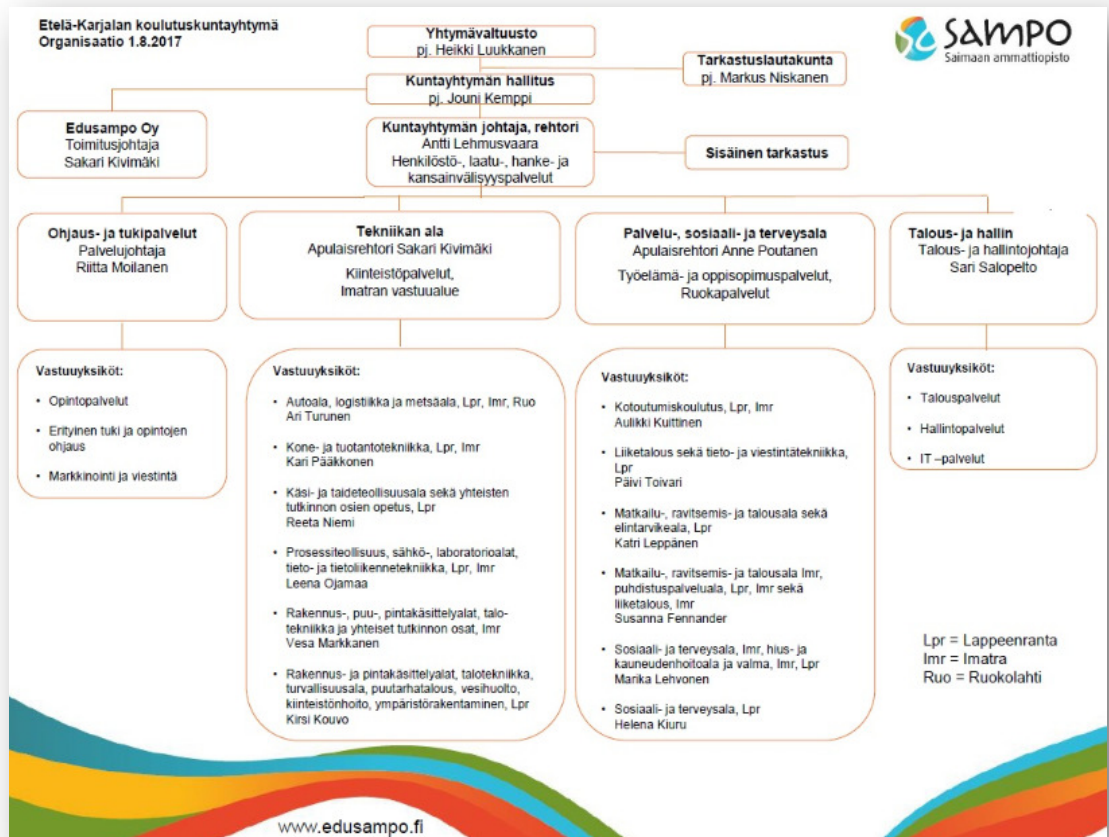 Etelä-Karjalan koulutuskuntayhtymä
Organisaatio 1.8.2017
Yhtymävaltuusto
pj. Heikki Luukkanen
SAMPO
Saimaan ammattiopisto
Tarkastuslautakunta
pj. Markus Niskanen
Kuntayhtymän hallitus
pj. Jouni Kemppi
Edusampo Oy
Toimitusjohtaja
Sakari Kivimäki
Kuntayhtymän johtaja, rehtori
Antti Lehmusvaara
Henkilöstö-, laatu-, hanke- ja
kansainvälisyyspalvelut
Sisäinen tarkastus
Ohjaus- ja tukipalvelut
Palvelujohtaja
Riitta Moilanen
Tekniikan ala
Apulaisrehtori Sakari Kivimäki
Kiinteistöpalvelut,
Imatran vastuualue
Palvelu-, sosiaali- ja terveysala
Apulaisrehtori Anne Poutanen
Työelämä- ja oppisopimuspalvelut,
Ruokapalvelut
Talous- ja hallin
Talous- ja hallintojohtaja
Sari Salopelto
Vastuuyksiköt:
• Opintopalvelut
• Erityinen tuki ja opintojen
ohjaus
• Markkinointi ja viestintä
Vastuuyksiköt:
• Autoala, logistiikka ja metsäala, Lpr, Imr, Ruo
Ari Turunen
• Kone- ja tuotantotekniikka, Lpr, Imr
Kari Pääkkonen
• Käsi- ja taideteollisuusala sekä yhteisten
tutkinnon osien opetus, Lpr
Reeta Niemi
• Prosessiteollisuus, sähkö-, laboratorioalat,
tieto- ja tietoliikennetekniikka, Lpr, Imr
Leena Ojamaa
• Rakennus-, puu-, pintakäsittelyalat, talo-
tekniikka ja yhteiset tutkinnon osat, Imr
Vesa Markkanen
• Rakennus- ja pintakäsittelyalat, talotekniikka,
turvallisuusala, puutarhatalous, vesihuolto,
kiinteistönhoito, ympäristörakentaminen, Lpr
Kirsi Kouvo
Vastuuyksiköt:
• Kotoutumiskoulutus, Lpr, Imr
Aulikki Kuittinen
• Liiketalous sekä tieto- ja viestintätekniikka,
Lpr
Päivi Toivari
• Matkailu-, ravitsemis- ja talousala sekä
elintarvikeala, Lpr
Katri Leppänen
• Matkailu-, ravitsemis- ja talousala Imr,
puhdistuspalveluala, Lpr, Imr sekä
liiketalous, Imr
Susanna Fennander
• Sosiaali- ja terveysala, Imr, hius- ja
kauneudenhoitoala ja valma, Imr, Lpr
Marika Lehvonen
• Sosiaali- ja terveysala, Lpr
Helena Kiuru
Vastuuyksiköt:
• Talouspalvelut
• Hallintopalvelut
• IT –palvelut
Lpr = Lappeenranta
Imr = Imatra
Ruo = Ruokolahti
www.edusampo.fi